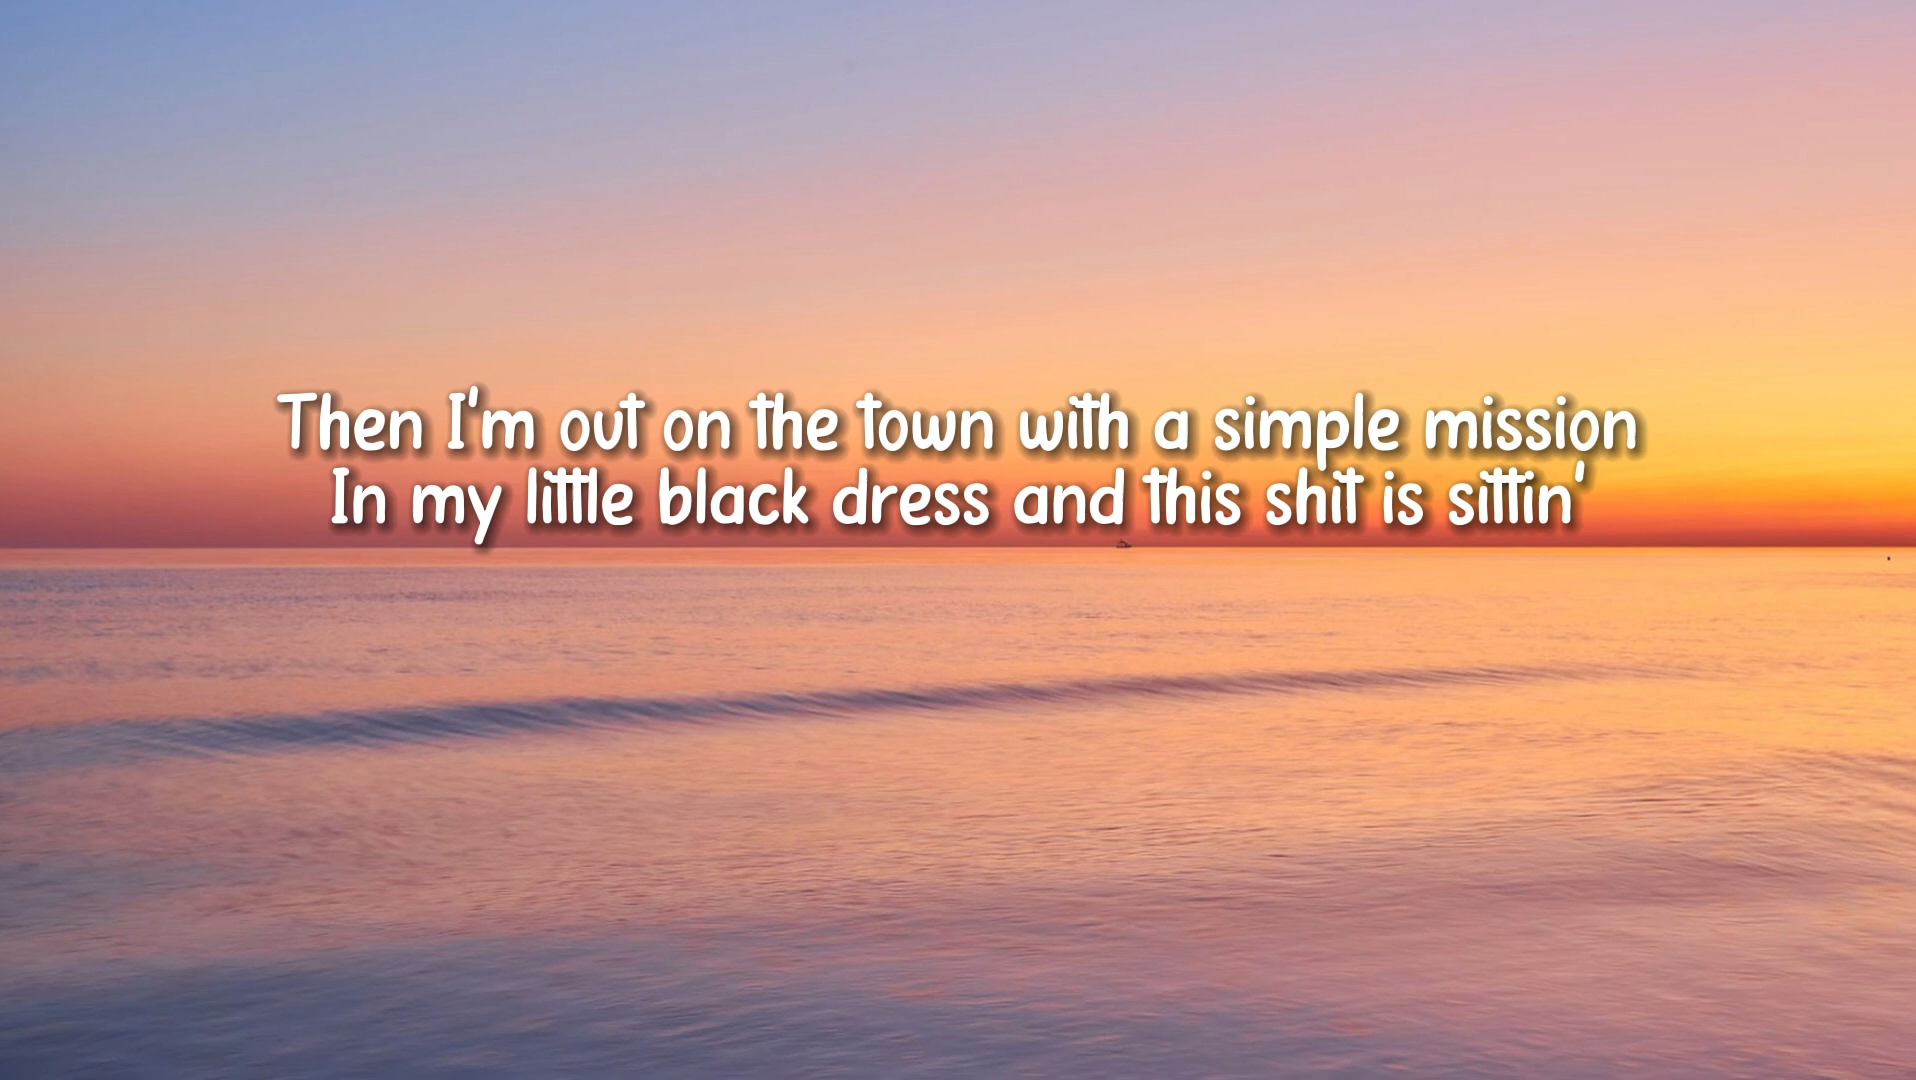 Then I'm out on the town with a simple mission
In my little black dress and this shit is sittin'